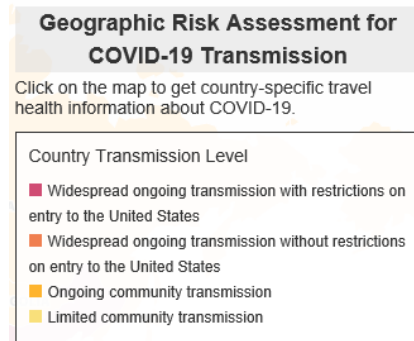 Geographic Risk Assessment for
COVID-19 Transmission
Click on the map to get country-specific travel
health information about COVID-19.
Country Transmission Level
Widespread ongoing transmission with restrictions on
entry to the United States
Widespread ongoing transmission without restrictions
on entry to the United States
Ongoing community transmission
Limited community transmission